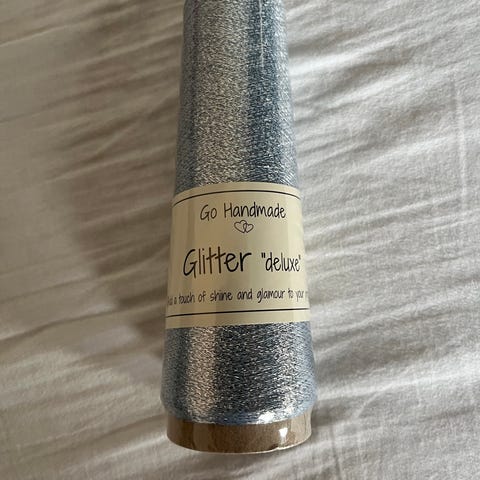 Go Handmade
Glitter "deluxe"
a touch of shine and glamour to your